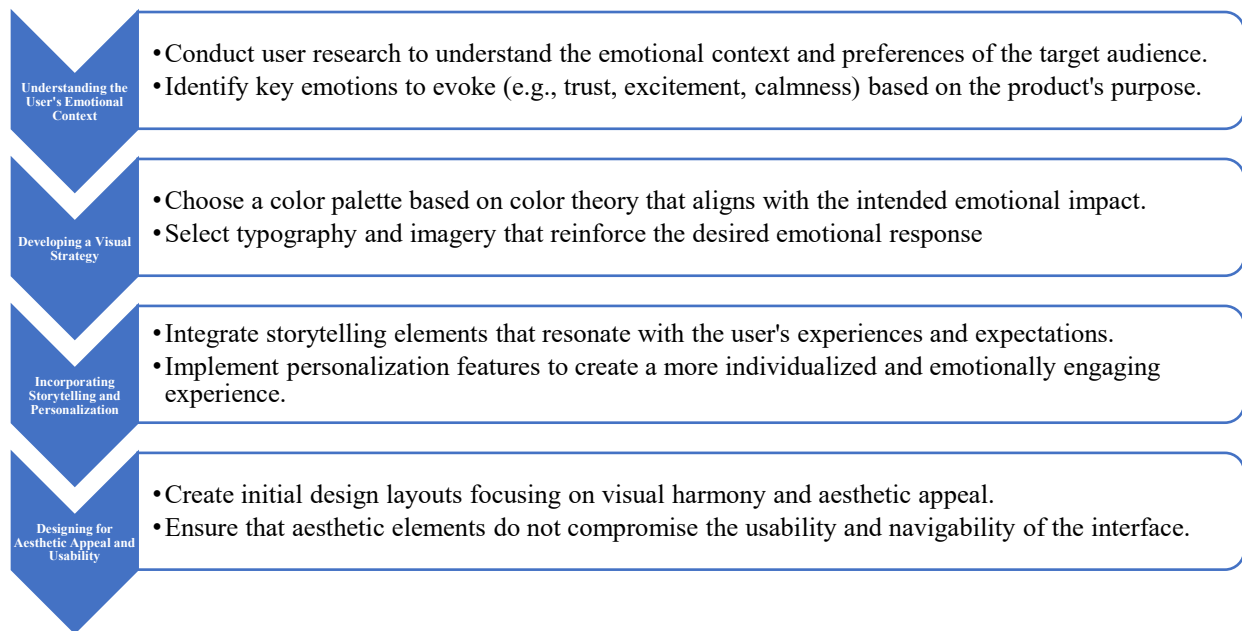 Understanding the
User's Emotional
Context
•Conduct user research to understand the emotional context and preferences of the target audience.
•Identify key emotions to evoke (e.g., trust, excitement, calmness) based on the product's purpose.
Developing a Visual
Strategy
•Choose a color palette based on color theory that aligns with the intended emotional impact.
•Select typography and imagery that reinforce the desired emotional response
Incorporating
Storytelling and
Personalization
•Integrate storytelling elements that resonate with the user's experiences and expectations.
•Implement personalization features to create a more individualized and emotionally engaging
experience.
Designing for
Aesthetic Appeal and
Usability
•Create initial design layouts focusing on visual harmony and aesthetic appeal.
•Ensure that aesthetic elements do not compromise the usability and navigability of the interface.